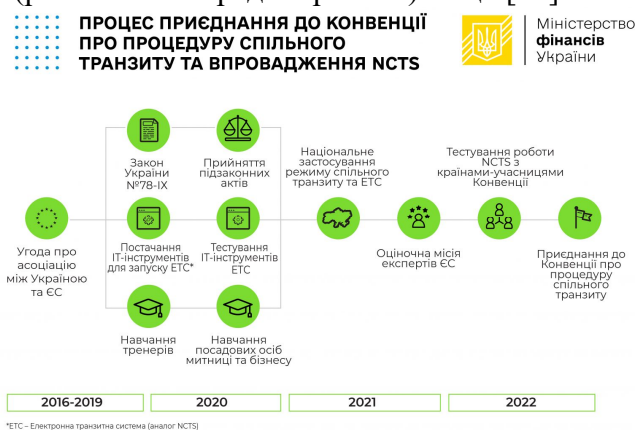 ПРОЦЕС ПРИЄДНАННЯ ДО КОНВЕНЦІЇ
ПРО ПРОЦЕДУРУ СПІЛЬНОГО
ТРАНЗИТУ ТА ВПРОВАДЖЕННЯ NCTS
Міністерство
фінансів
України
Угода про
асоціацію
між Україною
та ЄС
Закон
України
№78-IX
Прийняття
підзаконних
актів
Постачання
ІТ-інструментів
для запуску ЕТС*
Тестування
ІТ-інструментів
ЕТС
Навчання
тренерів
Навчання
посадових осіб
митниці та бізнесу
Національне
застосування
режиму спільного
транзиту та ЕТС
Оціночна місія
експертів ЄС
Тестування роботи
NCTS з
країнами-учасницями
Конвенції
Приєднання до
Конвенції про
процедуру
спільного
транзиту
2016-2019
2020
2021
2022
*ЕТС – Електронна транзитна система (аналог NCTS)